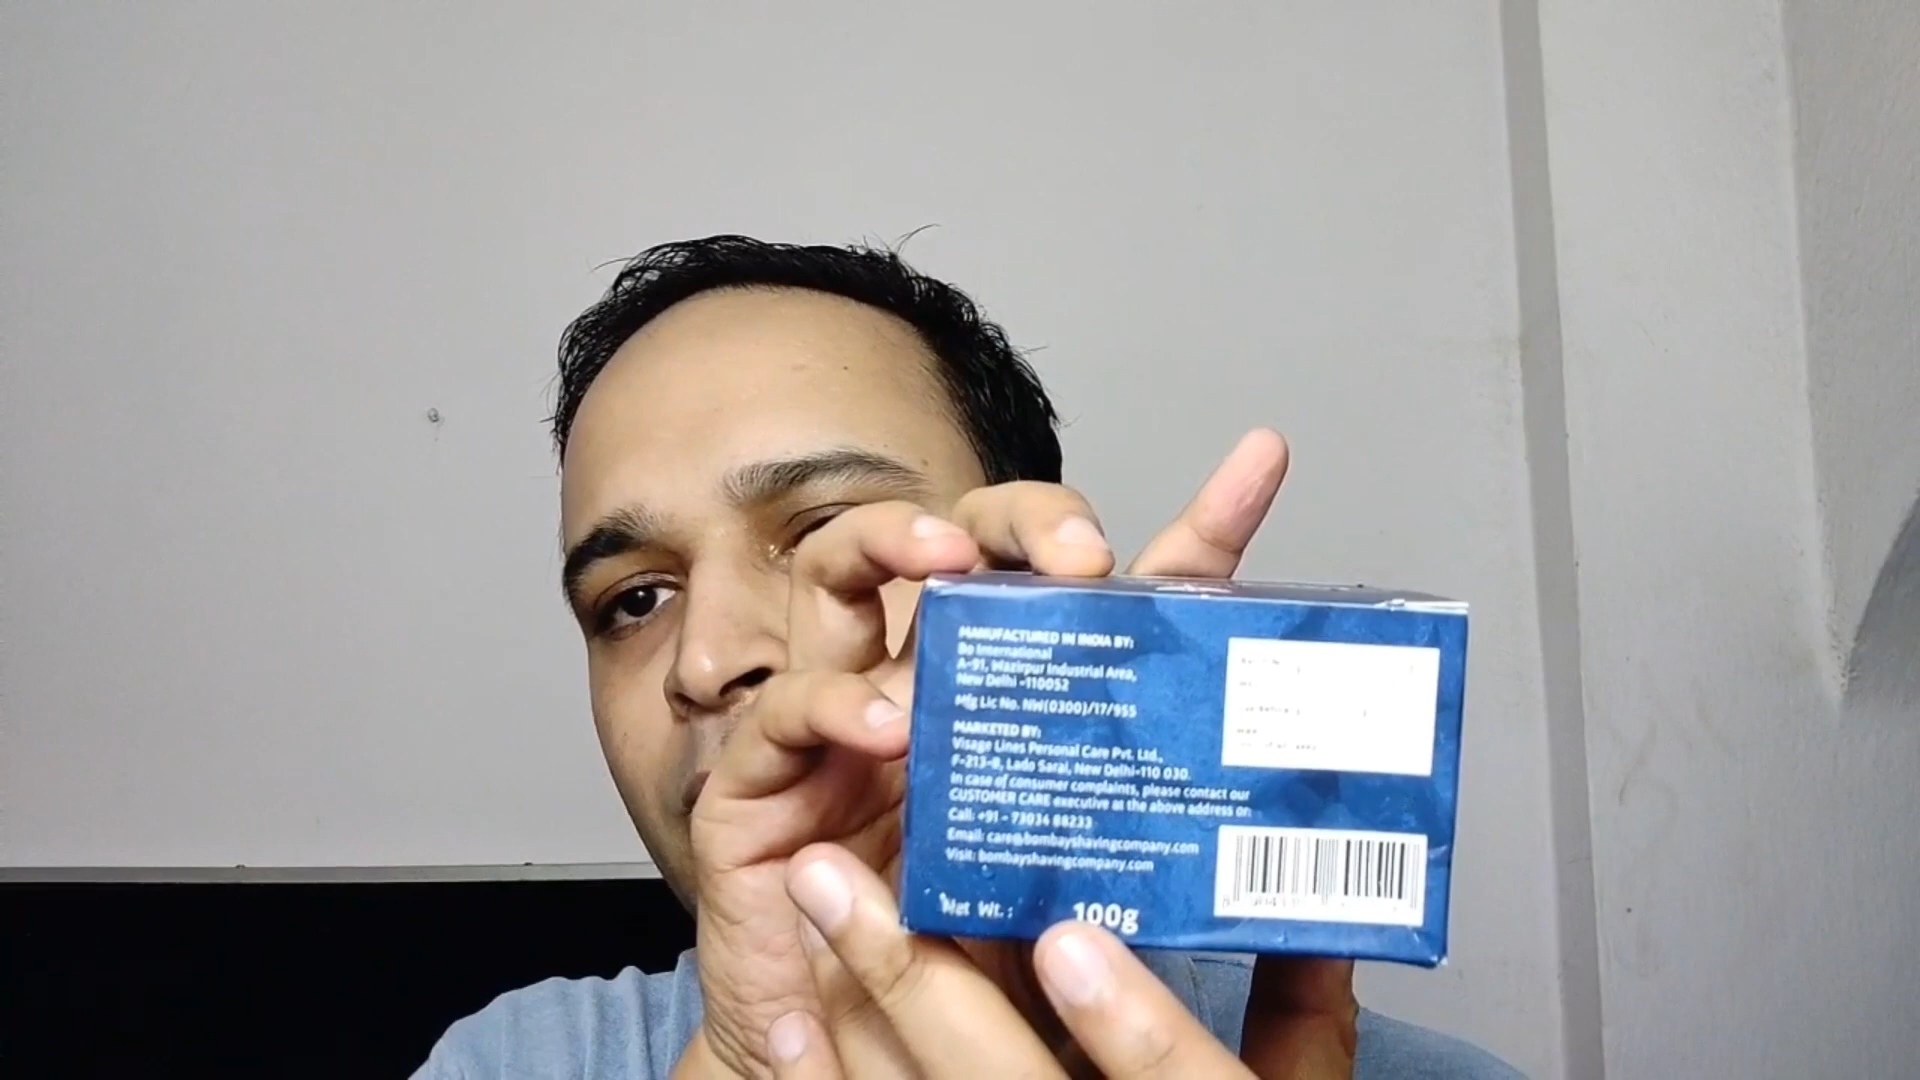 MANUFACTURED IN INDIA BY:
Bo International
A-91, Wazirpur Industrial Area,
New Delhi -110052
Mfg Lic No. NW(0300)/17/955
MARKETED BY:
Visage Lines Personal Care Pvt. Ltd.,
F-213-B, Lado Sarai, New Delhi-110 030.
In case of consumer complaints, please contact our
CUSTOMER CARE executive at the above address or:
Call: +91 - 73034 88233
Email: care@bombayshavingcompany.com
Visit: bombayshavingcompany.com
Net Wt.: 100g